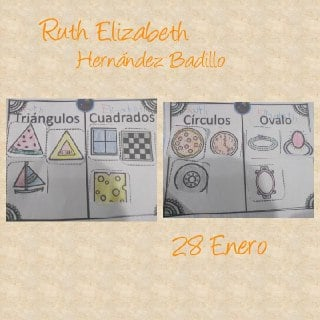 Ruth Elizabeth
Hernández Badillo
Triángulos Cuadrados
Círculos Ovalo
28 Enero